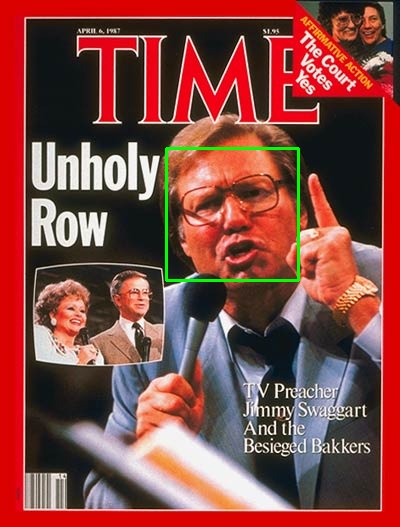 APRIL 6, 1987
$1.95
TIME
AFFIRMATIVE ACTION
The Court
Votes
Yes
Unholy
Row
TV Preacher
Jimmy Swaggart
And the
Besieged Bakkers
14